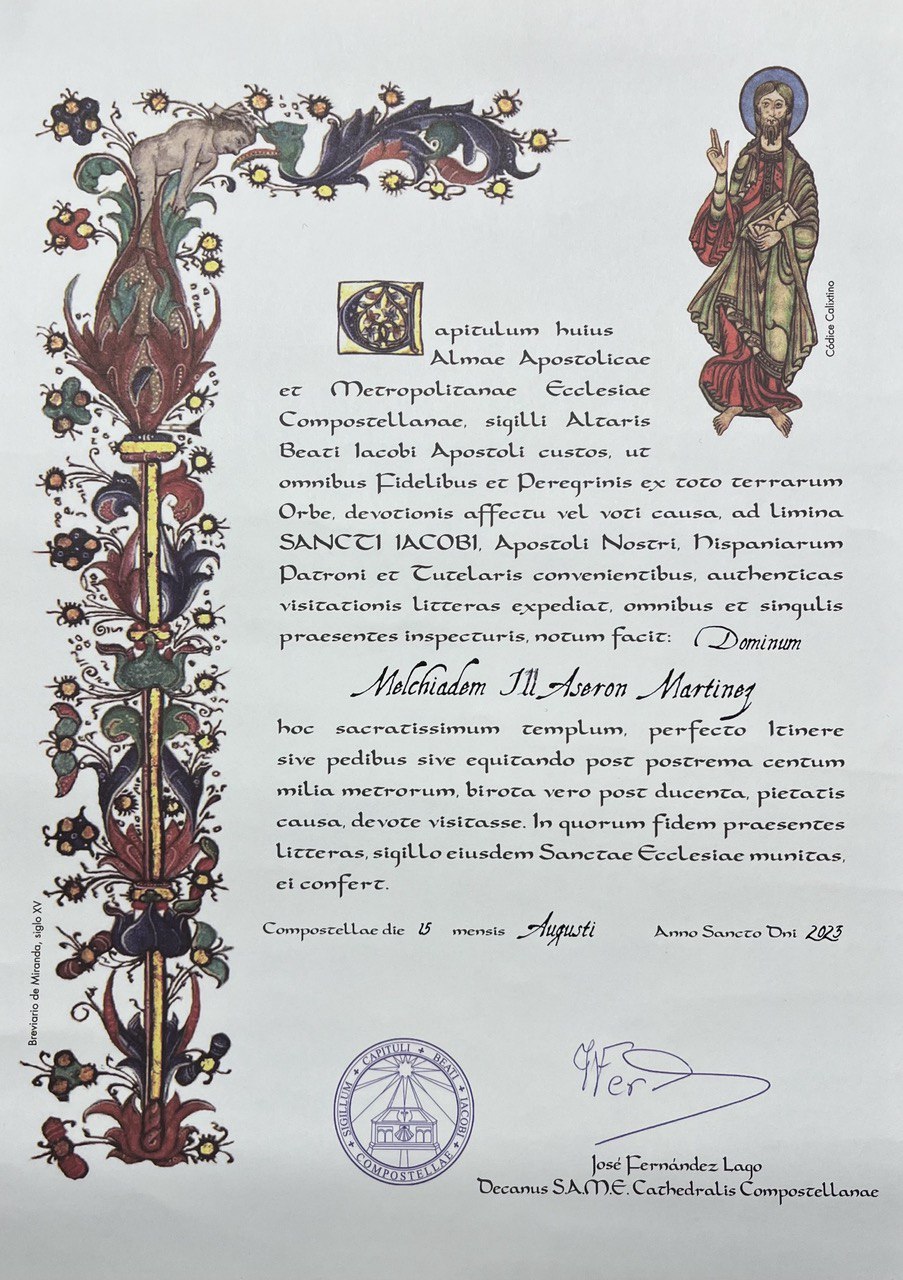 Códice Calixtino
Capitulum huius
Almae Apostolicae
et Metropolitanae Ecclesiae
Compostellanae, sigilli Altaris
Beati Iacobi Apostoli custos, ut
omnibus Fidelibus et Peregrinis ex toto terrarum
Orbe, devotionis affectu vel voti causa, ad limina
SANCTI IACOBI, Apostoli Nostri, Hispaniarum
Patroni et Tutelaris convenientibus, authenticas
visitationis litteras expediat, omnibus et singulis
praesentes inspecturis, notum facit: Dominum
Melchiadem III Aseron Martinez
hoc sacratissimum templum, perfecto Itinere
sive pedibus sive equitando post postrema centum
milia metrorum, birota vero post ducenta, pietatis
causa, devote visitasse. In quorum fidem praesentes
litteras, sigillo eiusdem Sanctae Ecclesiae munitas,
ei confert.
Compostellae die 15 mensis Augusti Anno Sancto Dni 2023
Breviario de Miranda, siglo XV
SIGILLUM + CAPITULI + BEATI + IACOBI + COMPOSTELLAE +
José Fernández Lago
Decanus S.A.M.E. Cathedralis Compostellanae